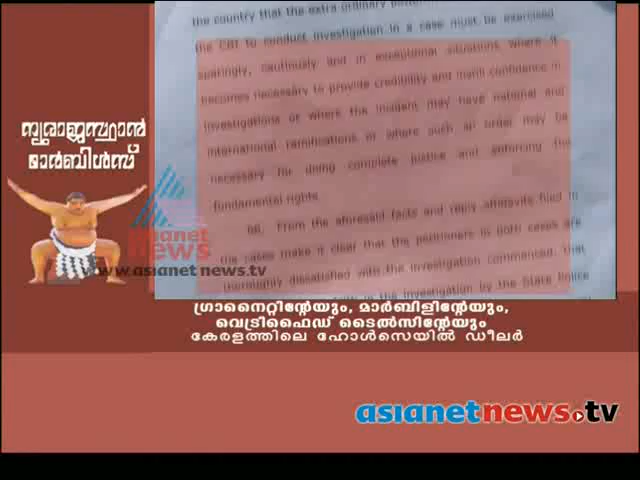 the country that the extra ordinary
the CBI to conduct investigation in a case must be exercised
sparingly, cautiously and in exceptional situations where it
becomes necessary to provide credibility and instill confidence in
investigations or where the incident may have national and
international ramifications or where such an order may be
necessary for doing complete justice and enforcing the
fundamental rights.
From the aforesaid facts and reply affidavits filed in
the cases make it clear that the petitioners in both cases are
thoroughly dissatisfied with the investigation commenced. That
in the investigation by the State Police
ന്യൂരാജസ്ഥാൻ
മാർബിൾസ്
asianet
NEWS
www.asianetnews.tv
ഗ്രാനൈറ്റിന്റേയും, മാർബിളിന്റേയും,
വെട്രിഫൈഡ് ടൈൽസിന്റേയും
കേരളത്തിലെ ഹോൾസെയിൽ ഡീലർ
asianetnews.tv